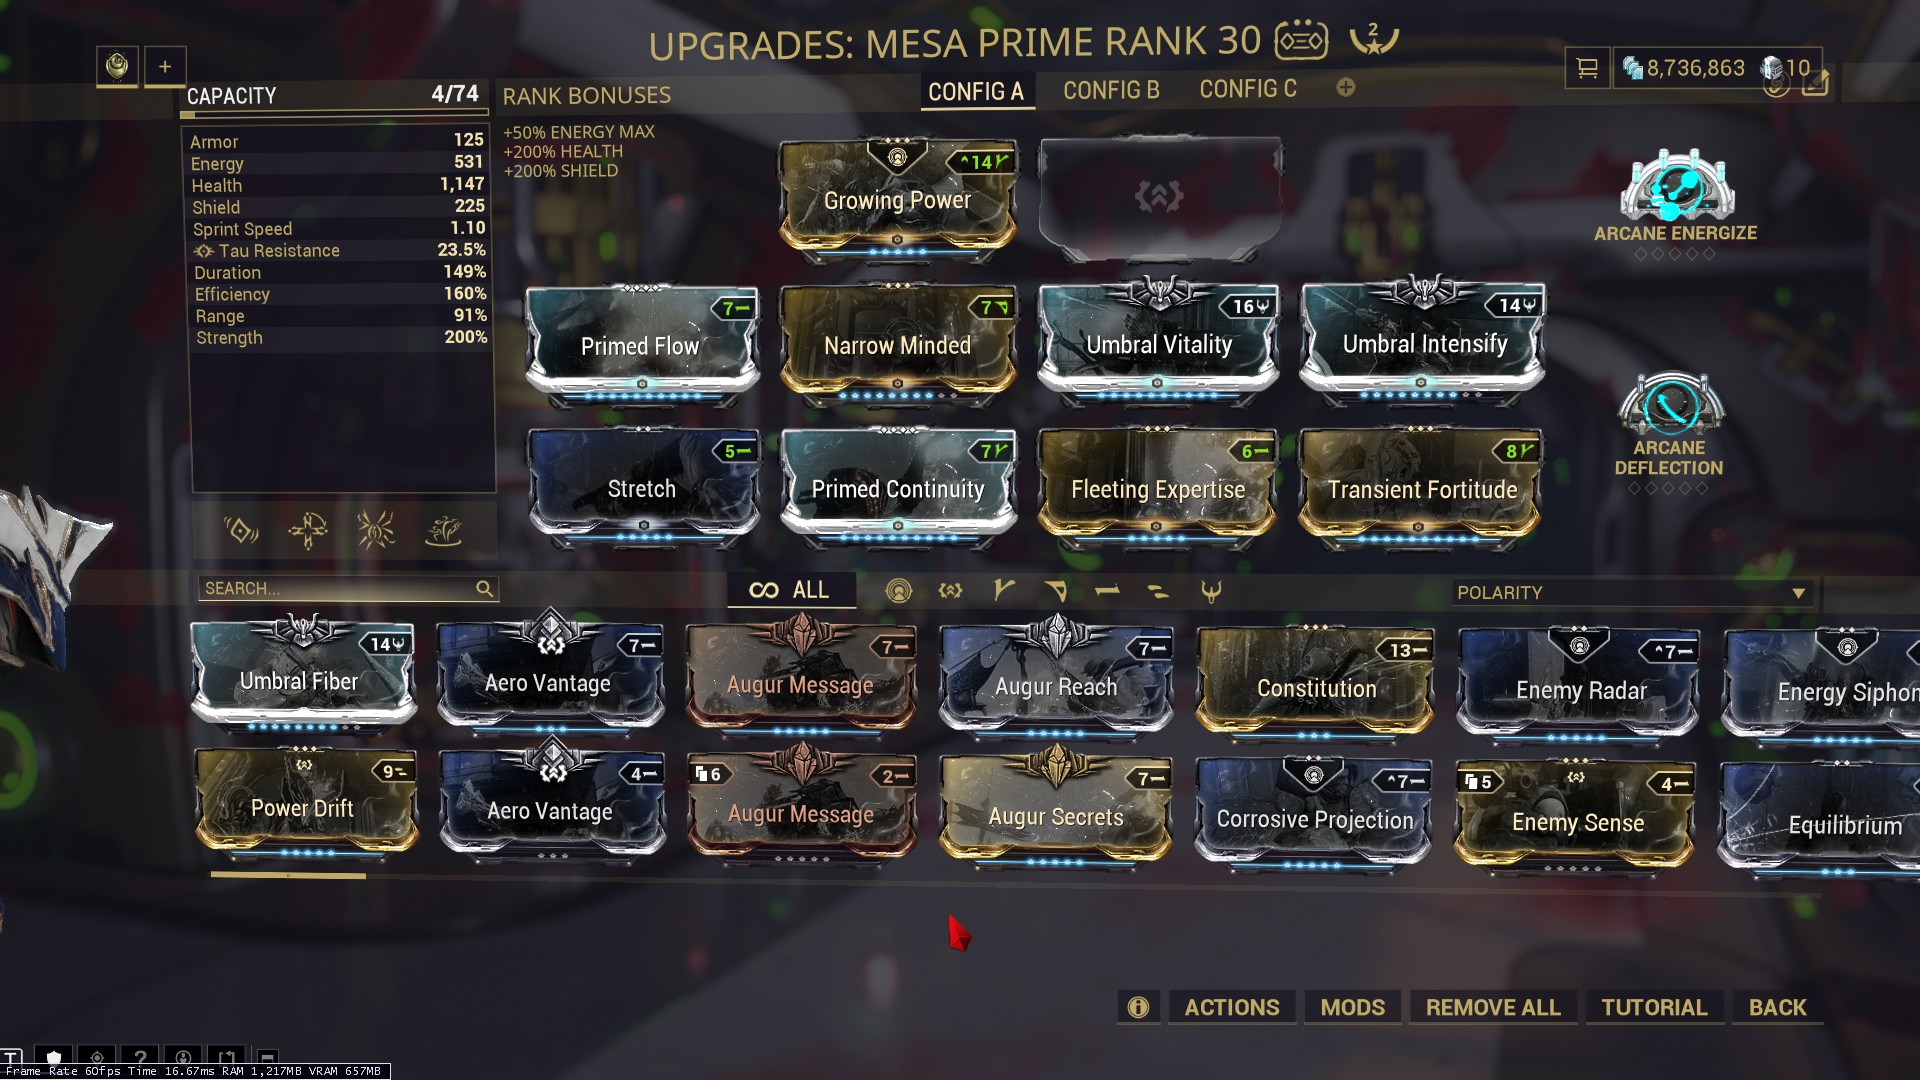 UPGRADES: MESA PRIME RANK 30
2
8,736,863
10
CAPACITY 4/74
RANK BONUSES
CONFIG A
CONFIG B
CONFIG C
Armor 125
Energy 531
Health 1,147
Shield 225
Sprint Speed 1.10
Tau Resistance 23.5%
Duration 149%
Efficiency 160%
Range 91%
Strength 200%
+50% ENERGY MAX
+200% HEALTH
+200% SHIELD
14
Growing Power
ARCANE ENERGIZE
7
Primed Flow
7
Narrow Minded
16
Umbral Vitality
14
Umbral Intensify
5
Stretch
7
Primed Continuity
6
Fleeting Expertise
8
Transient Fortitude
ARCANE
DEFLECTION
SEARCH...
ALL
POLARITY
14
Umbral Fiber
7
Aero Vantage
7
Augur Message
7
Augur Reach
13
Constitution
7
Enemy Radar
Energy Siphon
9
Power Drift
4
Aero Vantage
6
2
Augur Message
7
Augur Secrets
7
Corrosive Projection
5
4
Enemy Sense
Equilibrium
ACTIONS
MODS
REMOVE ALL
TUTORIAL
BACK
T
?
Frame Rate 60fps Time 16.67ms RAM 1,217MB VRAM 657MB